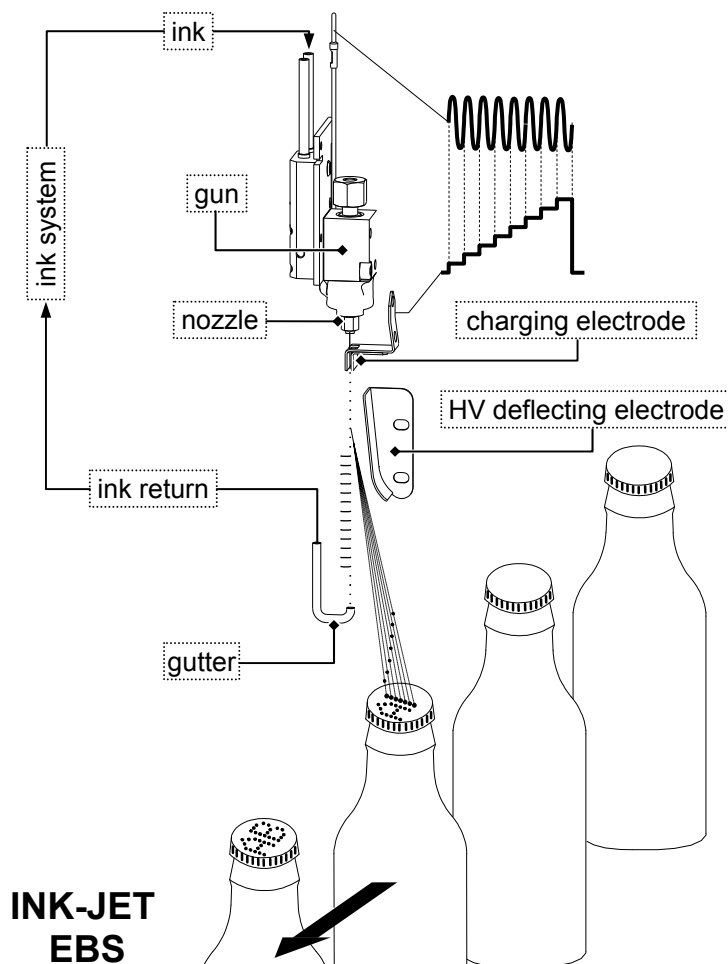 ink
ink system
gun
nozzle
charging electrode
HV deflecting electrode
ink return
gutter
INK-JET
EBS